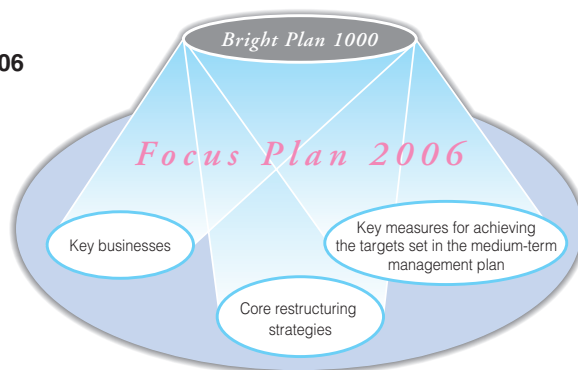 Bright Plan 1000
06
Focus Plan 2006
Key businesses
Key measures for achieving
the targets set in the medium-term
management plan
Core restructuring
strategies